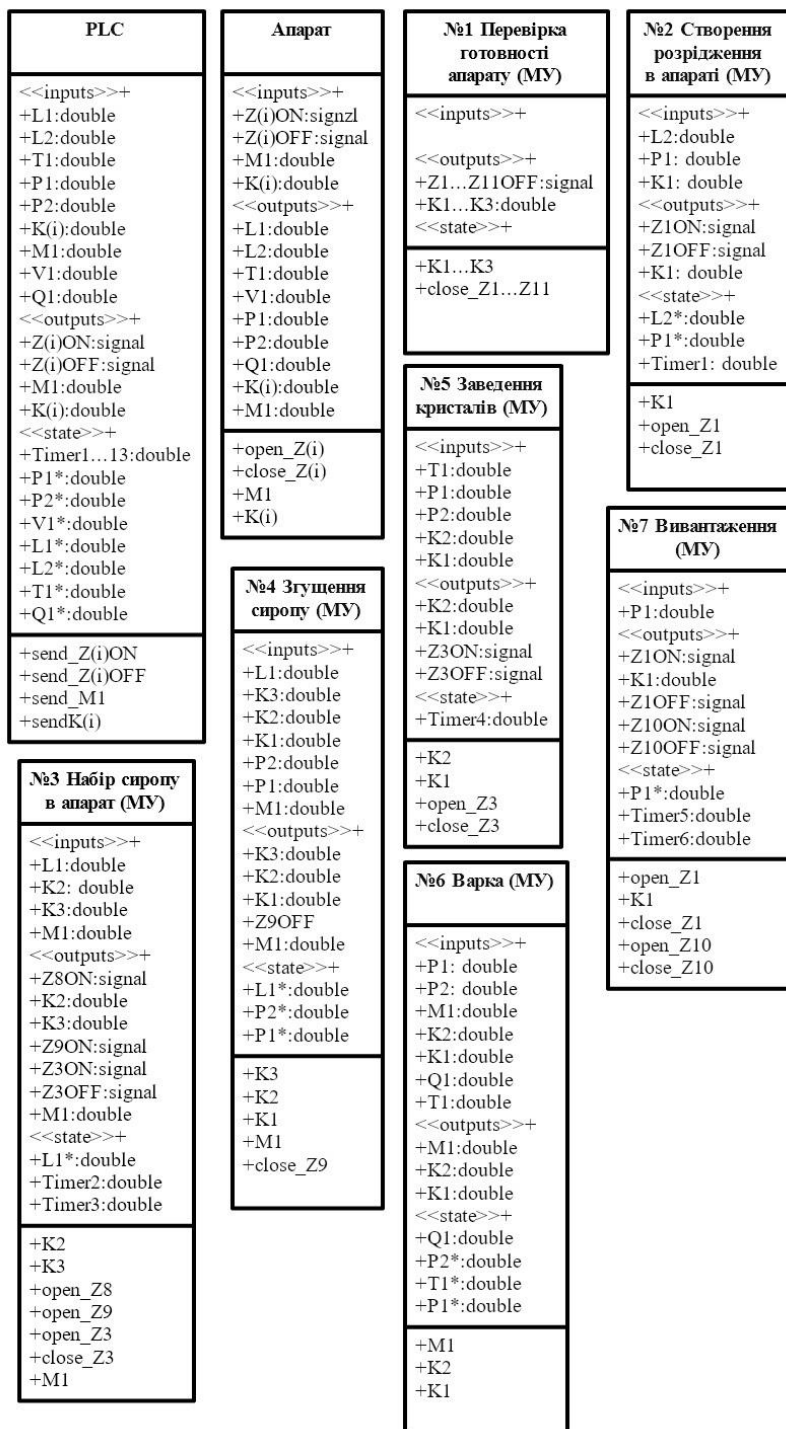 PLC
<<inputs>>+
+L1:double
+L2:double
+T1:double
+P1:double
+P2:double
+K(i):double
+M1:double
+V1:double
+Q1:double
<<outputs>>+
+Z(i)ON:signal
+Z(i)OFF:signal
+M1:double
+K(i):double
<<state>>+
+Timer1...13:double
+P1*:double
+P2*:double
+V1*:double
+L1*:double
+L2*:double
+T1*:double
+Q1*:double
+send_Z(i)ON
+send_Z(i)OFF
+send_M1
+sendK(i)
Апарат
<<inputs>>+
+Z(i)ON:signzl
+Z(i)OFF:signal
+M1:double
+K(i):double
<<outputs>>+
+L1:double
+L2:double
+T1:double
+V1:double
+P1:double
+P2:double
+Q1:double
+K(i):double
+M1:double
+open_Z(i)
+close_Z(i)
+M1
+K(i)
№1 Перевірка
готовності
апарату (МУ)
<<inputs>>+
<<outputs>>+
+Z1...Z11OFF:signal
+K1...K3:double
<<state>>+
+K1...K3
+close_Z1...Z11
№2 Створення
розрідження
в апараті (МУ)
<<inputs>>+
+L2:double
+P1: double
+K1: double
<<outputs>>+
+Z1ON:signal
+Z1OFF:signal
+K1: double
<<state>>+
+L2*:double
+P1*:double
+Timer1: double
+K1
+open_Z1
+close_Z1
№3 Набір сиропу
в апарат (МУ)
<<inputs>>+
+L1:double
+K2: double
+K3:double
+M1:double
<<outputs>>+
+Z8ON:signal
+K2:double
+K3:double
+Z9ON:signal
+Z3ON:signal
+Z3OFF:signal
+M1:double
<<state>>+
+L1*:double
+Timer2:double
+Timer3:double
+K2
+K3
+open_Z8
+open_Z9
+open_Z3
+close_Z3
+M1
№4 Згущення
сиропу (МУ)
<<inputs>>+
+L1:double
+K3:double
+K2:double
+K1:double
+P2:double
+P1:double
+M1:double
<<outputs>>+
+K3:double
+K2:double
+K1:double
+Z9OFF
+M1:double
<<state>>+
+L1*:double
+P2*:double
+P1*:double
+K3
+K2
+K1
+M1
+close_Z9
№5 Заведення
кристалів (МУ)
<<inputs>>+
+T1:double
+P1:double
+P2:double
+K2:double
+K1:double
<<outputs>>+
+K2:double
+K1:double
+Z3ON:signal
+Z3OFF:signal
<<state>>+
+Timer4:double
+K2
+K1
+open_Z3
+close_Z3
№6 Варка (МУ)
<<inputs>>+
+P1: double
+P2: double
+M1:double
+K2:double
+K1:double
+Q1:double
+T1:double
<<outputs>>+
+M1:double
+K2:double
+K1:double
<<state>>+
+Q1:double
+P2*:double
+T1*:double
+P1*:double
+M1
+K2
+K1
№7 Вивантаження
(МУ)
<<inputs>>+
+P1:double
<<outputs>>+
+Z1ON:signal
+K1:double
+Z1OFF:signal
+Z10ON:signal
+Z10OFF:signal
<<state>>+
+P1*:double
+Timer5:double
+Timer6:double
+open_Z1
+K1
+close_Z1
+open_Z10
+close_Z10